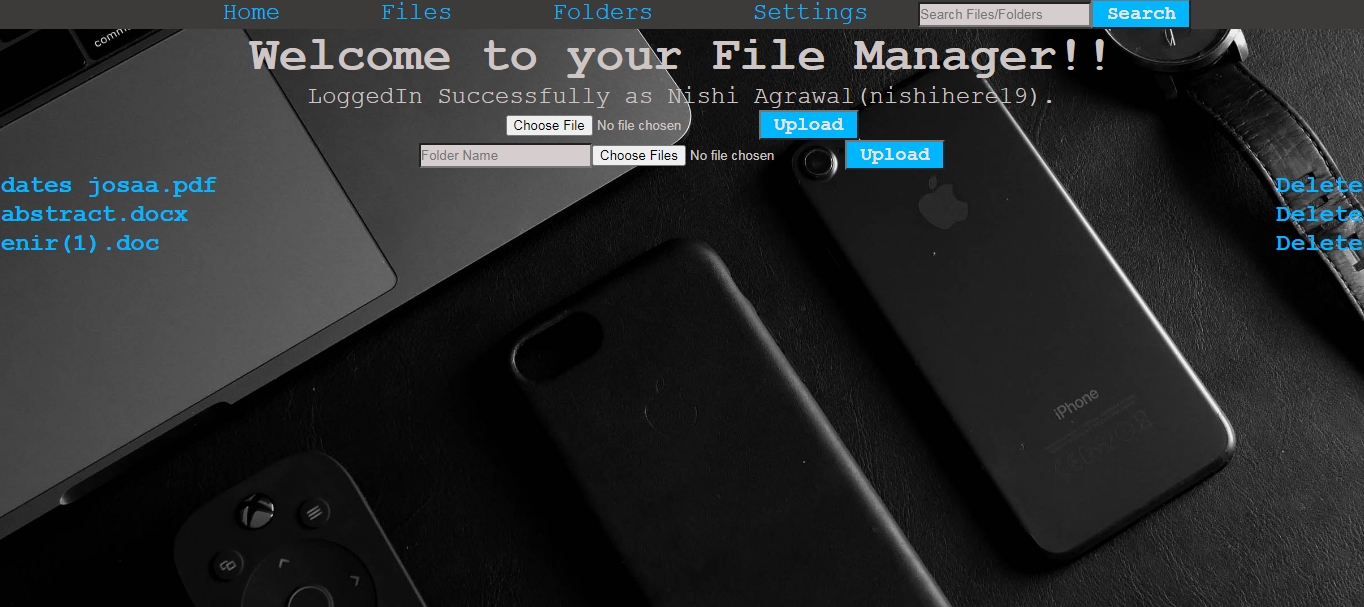 Home Files Folders Settings Search Files/Folders Search
comm
Welcome to your File Manager!!
LoggedIn Successfully as Nishi Agrawal(nishihere19).
Choose File No file chosen Upload
Folder Name Choose Files No file chosen Upload
dates josaa.pdf Delete
abstract.docx Delete
enir(1).doc Delete
iPhone